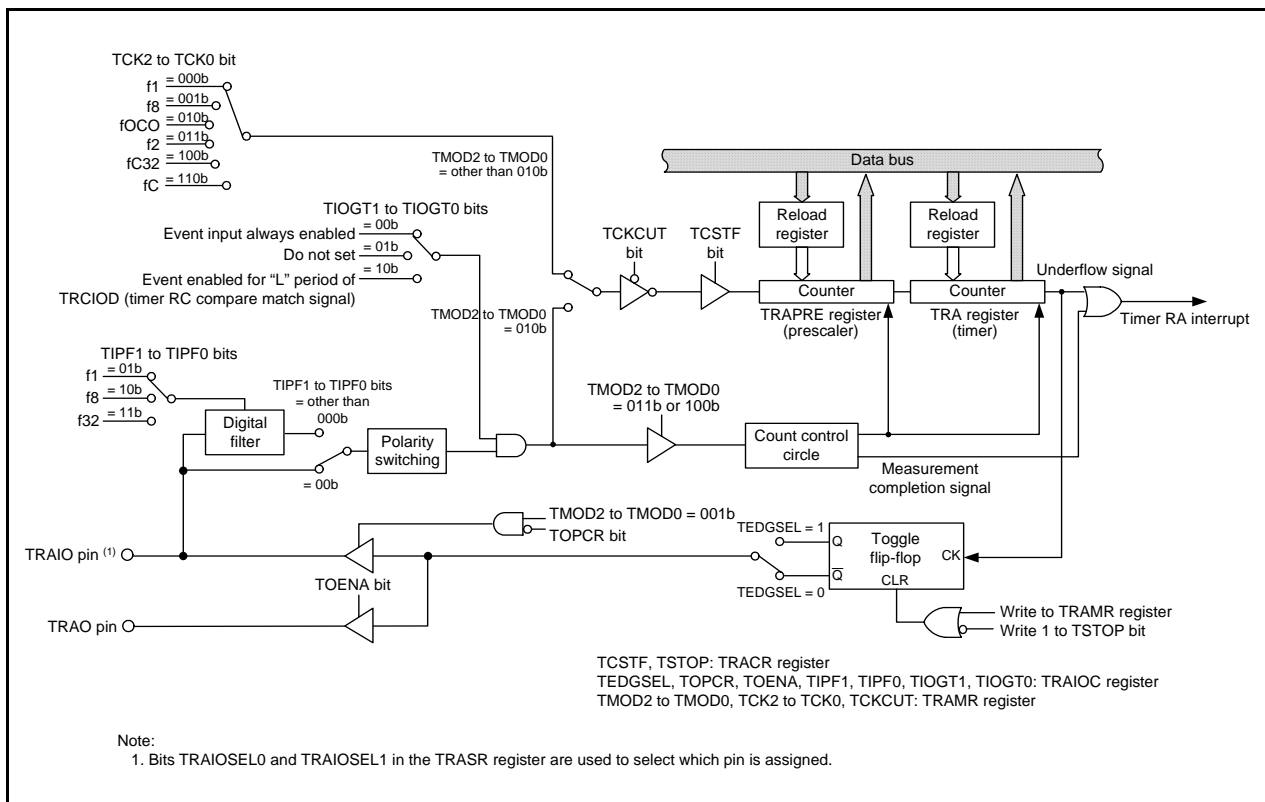 TCK2 to TCK0 bit
f1 = 000b
f8 = 001b
fOCO = 010b
f2 = 011b
fC32 = 100b
fC = 110b
TMOD2 to TMOD0
= other than 010b
Data bus
TIOGT1 to TIOGT0 bits
Event input always enabled = 00b
Do not set = 01b
Event enabled for “L” period of = 10b
TRCIOD (timer RC compare match signal)
TMOD2 to TMOD0
= 010b
TCKCUT
bit
TCSTF
bit
Reload
register
Reload
register
Counter
TRAPRE register
(prescaler)
Counter
TRA register
(timer)
Underflow signal
Timer RA interrupt
TIPF1 to TIPF0 bits
f1 = 01b
f8 = 10b
f32 = 11b
TIPF1 to TIPF0 bits
= other than
000b
Digital
filter
= 00b
Polarity
switching
TMOD2 to TMOD0
= 011b or 100b
Count control
circle
Measurement
completion signal
TMOD2 to TMOD0 = 001b
TOPCR bit
TRAIO pin (1)
TOENA bit
TRAO pin
TEDGSEL = 1
TEDGSEL = 0
Q
Q
Toggle
flip-flop
CK
CLR
Write to TRAMR register
Write 1 to TSTOP bit
TCSTF, TSTOP: TRACR register
TEDGSEL, TOPCR, TOENA, TIPF1, TIPF0, TIOGT1, TIOGT0: TRAIOC register
TMOD2 to TMOD0, TCK2 to TCK0, TCKCUT: TRAMR register
Note:
1. Bits TRAIOSEL0 and TRAIOSEL1 in the TRASR register are used to select which pin is assigned.